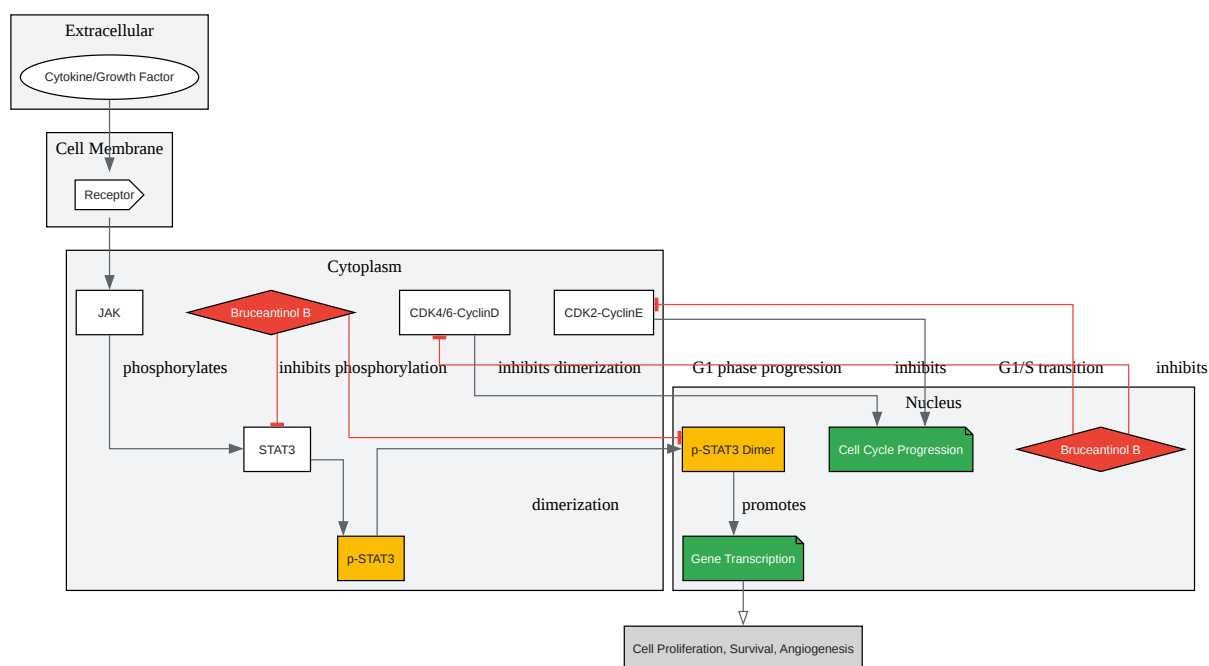 Extracellular
Cytokine/Growth Factor
Cell Membrane
Receptor
Cytoplasm
JAK
Bruceantinol B
CDK4/6-CyclinD
CDK2-CyclinE
phosphorylates
inhibits phosphorylation
inhibits dimerization
G1 phase progression
inhibits
G1/S transition
inhibits
Nucleus
STAT3
p-STAT3 Dimer
Cell Cycle Progression
Bruceantinol B
dimerization
promotes
p-STAT3
Gene Transcription
Cell Proliferation, Survival, Angiogenesis